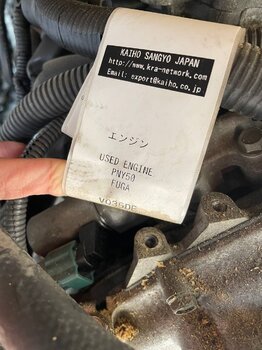 KAIHO SANGYO JAPAN
http://www.kra-network.com
Email: export@kaiho.co.jp
エンジン
USED ENGINE
PNY50
FUGA